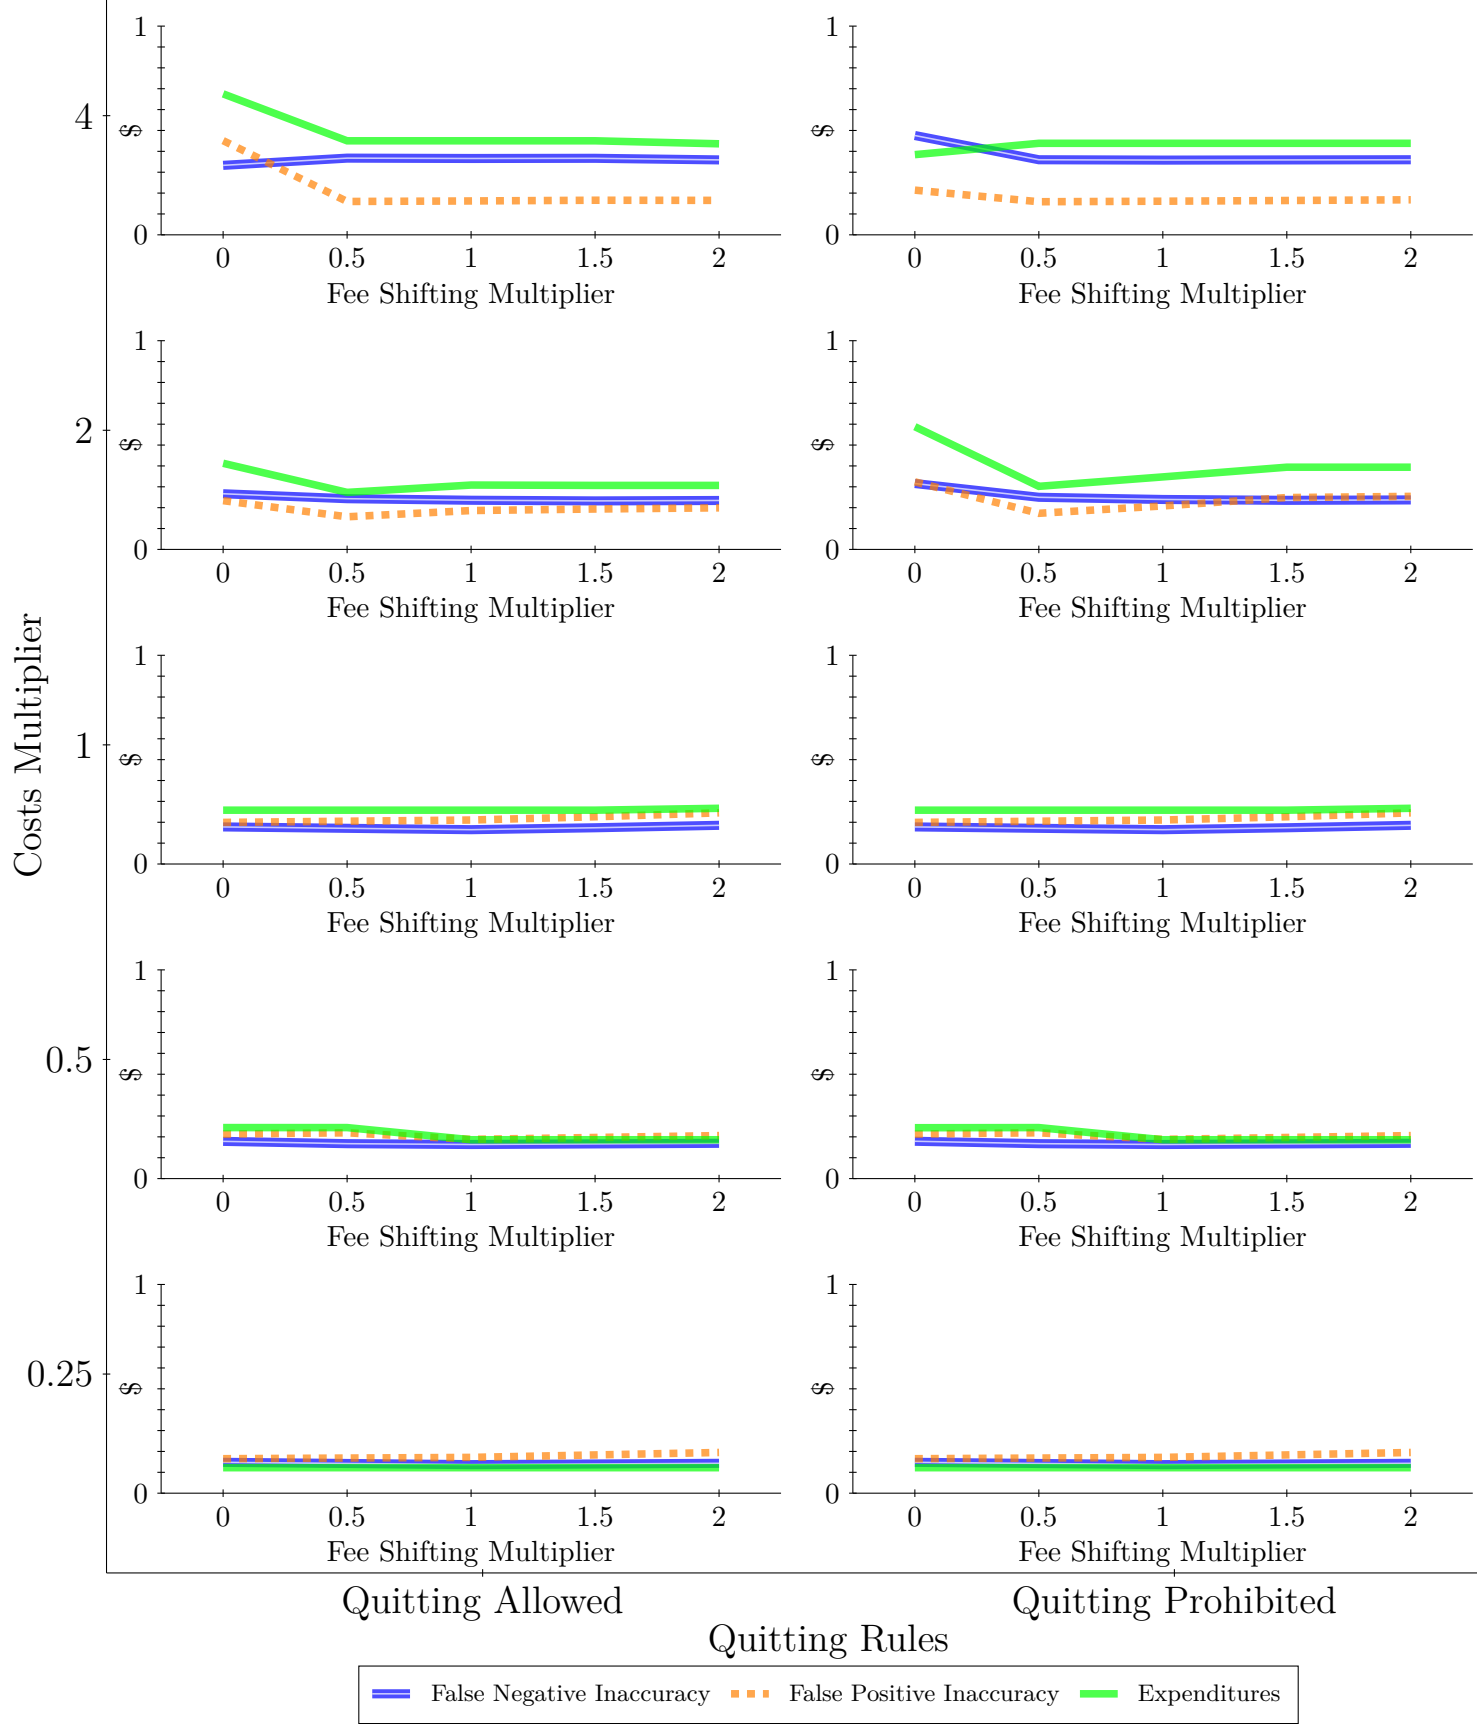 Costs Multiplier
4
1
$
0
0 0.5 1 1.5 2
Fee Shifting Multiplier
1
$
0
0 0.5 1 1.5 2
Fee Shifting Multiplier
2
1
$
0
0 0.5 1 1.5 2
Fee Shifting Multiplier
1
$
0
0 0.5 1 1.5 2
Fee Shifting Multiplier
1
1
$
0
0 0.5 1 1.5 2
Fee Shifting Multiplier
1
$
0
0 0.5 1 1.5 2
Fee Shifting Multiplier
0.5
1
$
0
0 0.5 1 1.5 2
Fee Shifting Multiplier
1
$
0
0 0.5 1 1.5 2
Fee Shifting Multiplier
0.25
1
$
0
0 0.5 1 1.5 2
Fee Shifting Multiplier
1
$
0
0 0.5 1 1.5 2
Fee Shifting Multiplier
Quitting Allowed
Quitting Prohibited
Quitting Rules
False Negative Inaccuracy
False Positive Inaccuracy
Expenditures